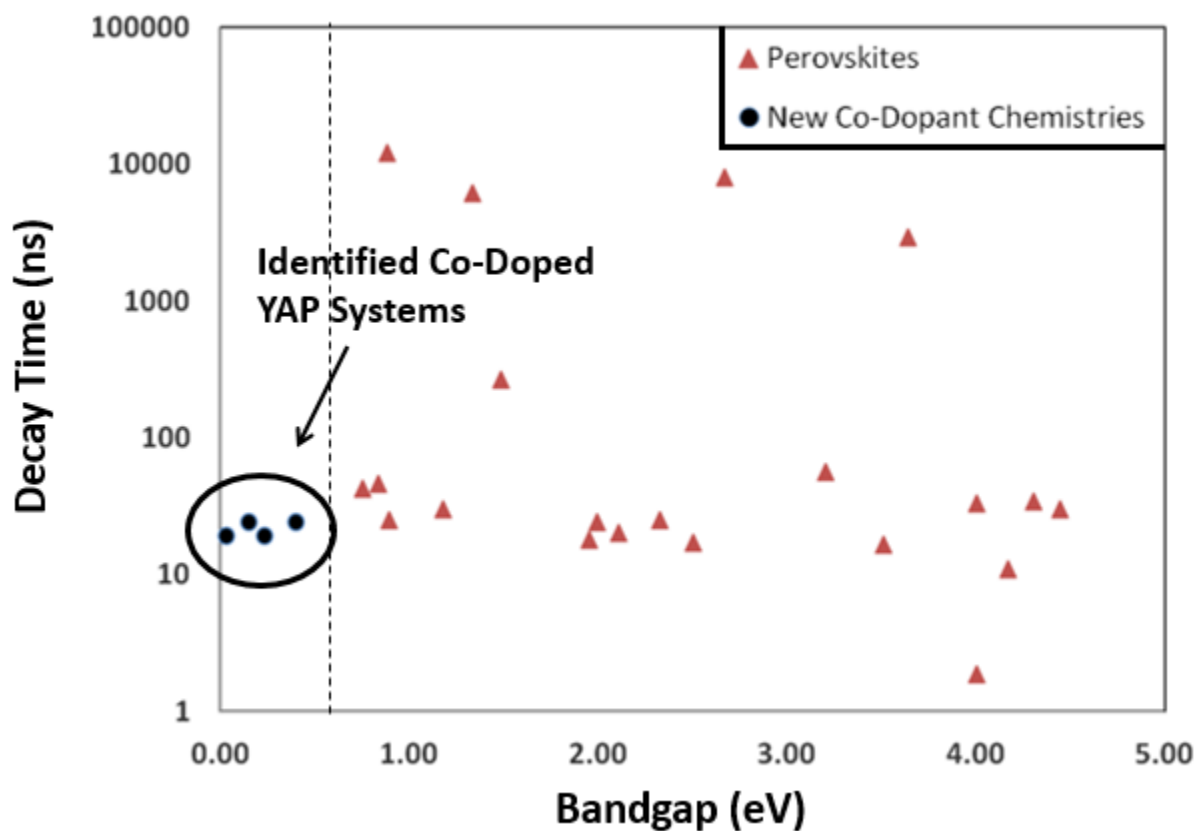 100000
10000
1000
100
10
1
Decay Time (ns)
Perovskites
New Co-Dopant Chemistries
Identified Co-Doped
YAP Systems
0.00 1.00 2.00 3.00 4.00 5.00
Bandgap (eV)